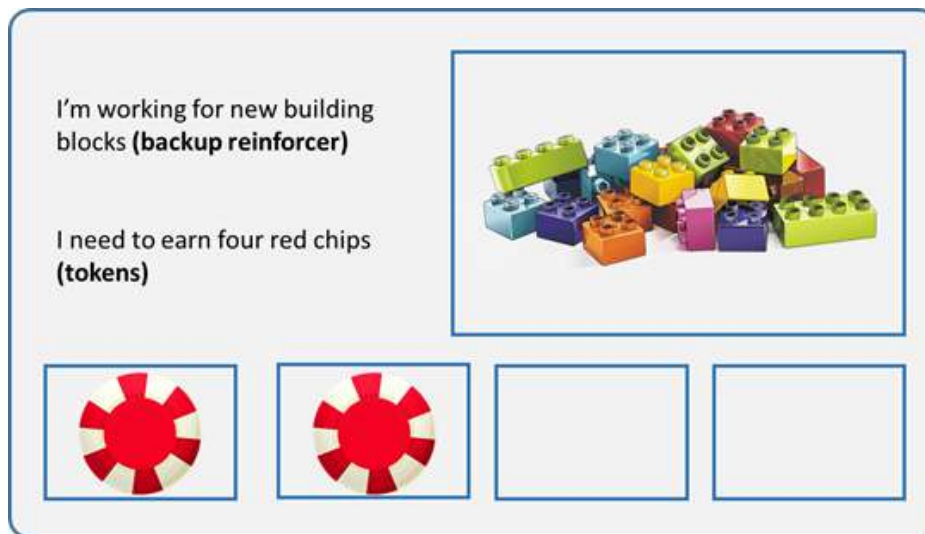 I’m working for new building
blocks (backup reinforcer)
I need to earn four red chips
(tokens)